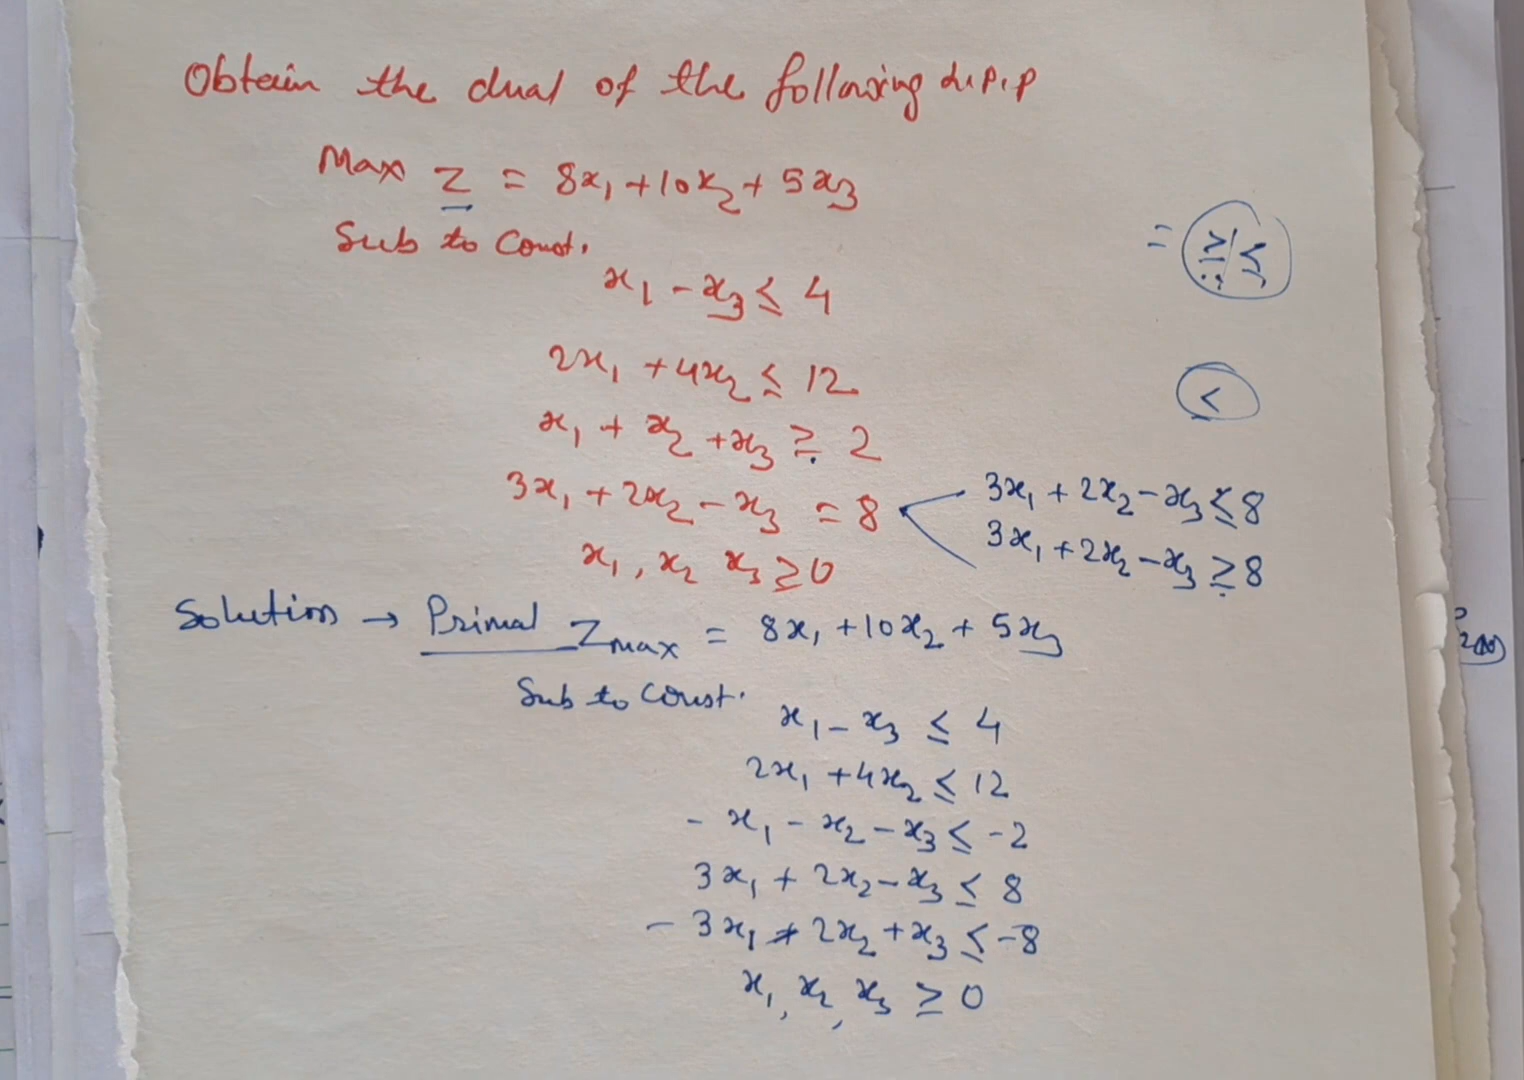 Obtain the dual of the following L.P.P
Max Z = 8x₁ + 10x₂ + 5x₃
Sub to Const.
= ≥/≤
x₁ - x₃ ≤ 4
2x₁ + 4x₂ ≤ 12
<
x₁ + x₂ + x₃ ≥ 2
3x₁ + 2x₂ - x₃ = 8
3x₁ + 2x₂ - x₃ ≤ 8
3x₁ + 2x₂ - x₃ ≥ 8
x₁, x₂ x₃ ≥ 0
Solution → Primal Zmax = 8x₁ + 10x₂ + 5x₃
Sub to Const.
x₁ - x₃ ≤ 4
2x₁ + 4x₂ ≤ 12
- x₁ - x₂ - x₃ ≤ -2
3x₁ + 2x₂ - x₃ ≤ 8
- 3x₁ - 2x₂ + x₃ ≤ -8
x₁, x₂, x₃ ≥ 0